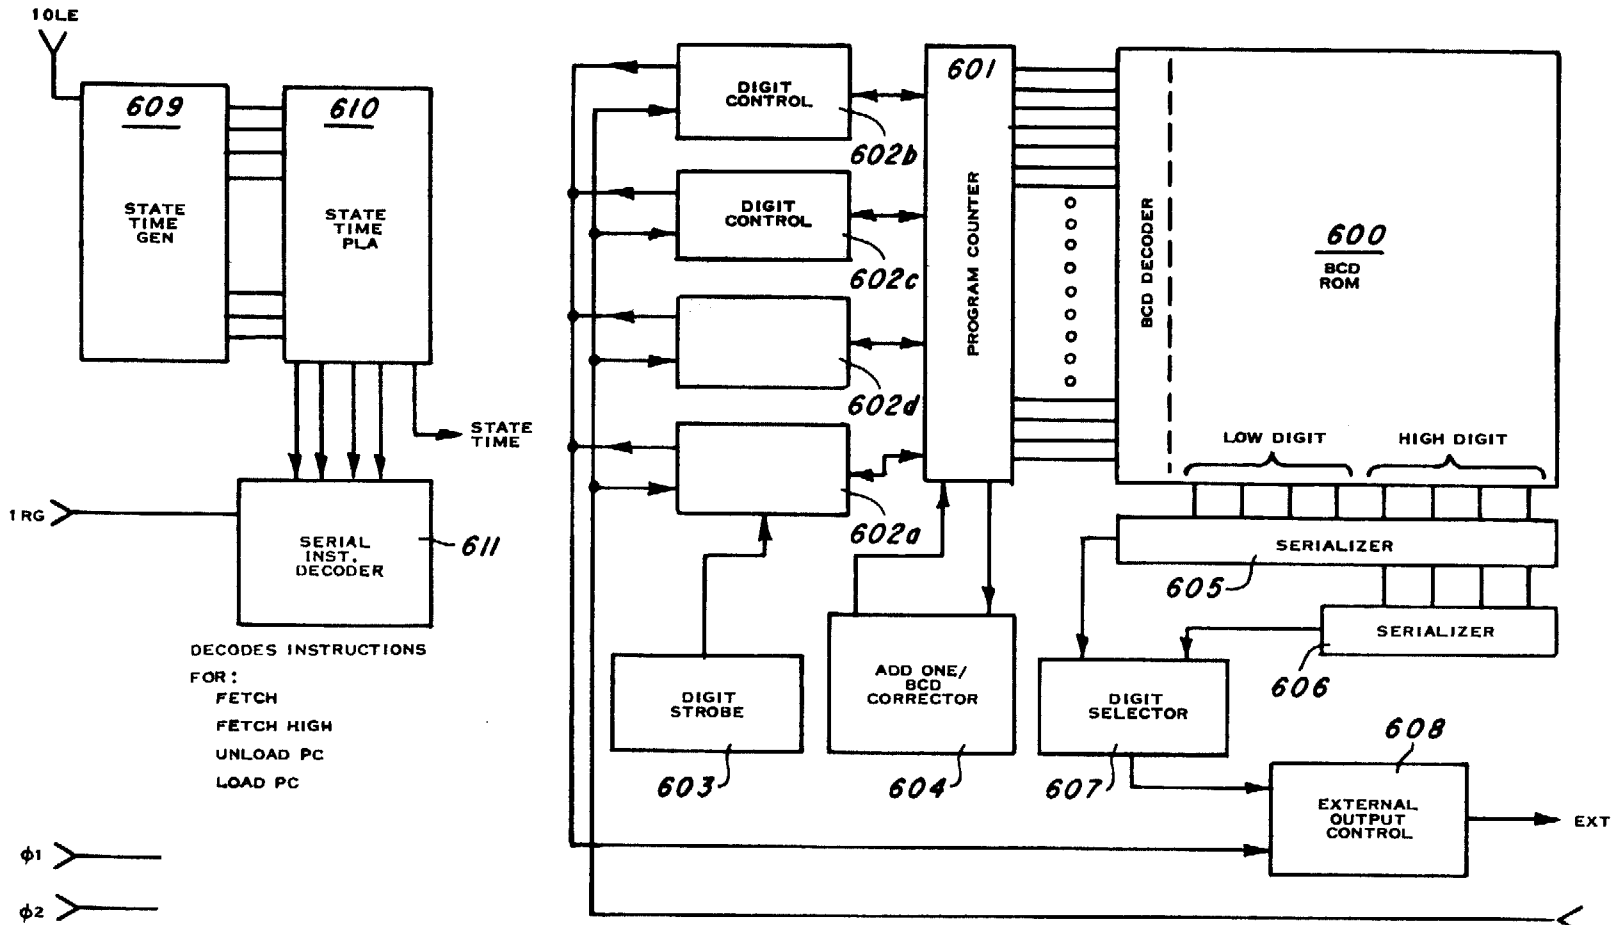 10LE
609
STATE
TIME
GEN
610
STATE
TIME
PLA
STATE
TIME
1RG
SERIAL
INST.
DECODER
611
DECODES INSTRUCTIONS
FOR:
FETCH
FETCH HIGH
UNLOAD PC
LOAD PC
φ1
φ2
DIGIT
CONTROL
602b
DIGIT
CONTROL
602c
602d
602a
DIGIT
STROBE
603
601
PROGRAM COUNTER
ADD ONE/
BCD
CORRECTOR
604
BCD DECODER
600
BCD
ROM
LOW DIGIT
HIGH DIGIT
SERIALIZER
605
SERIALIZER
606
DIGIT
SELECTOR
607
608
EXTERNAL
OUTPUT
CONTROL
EXT